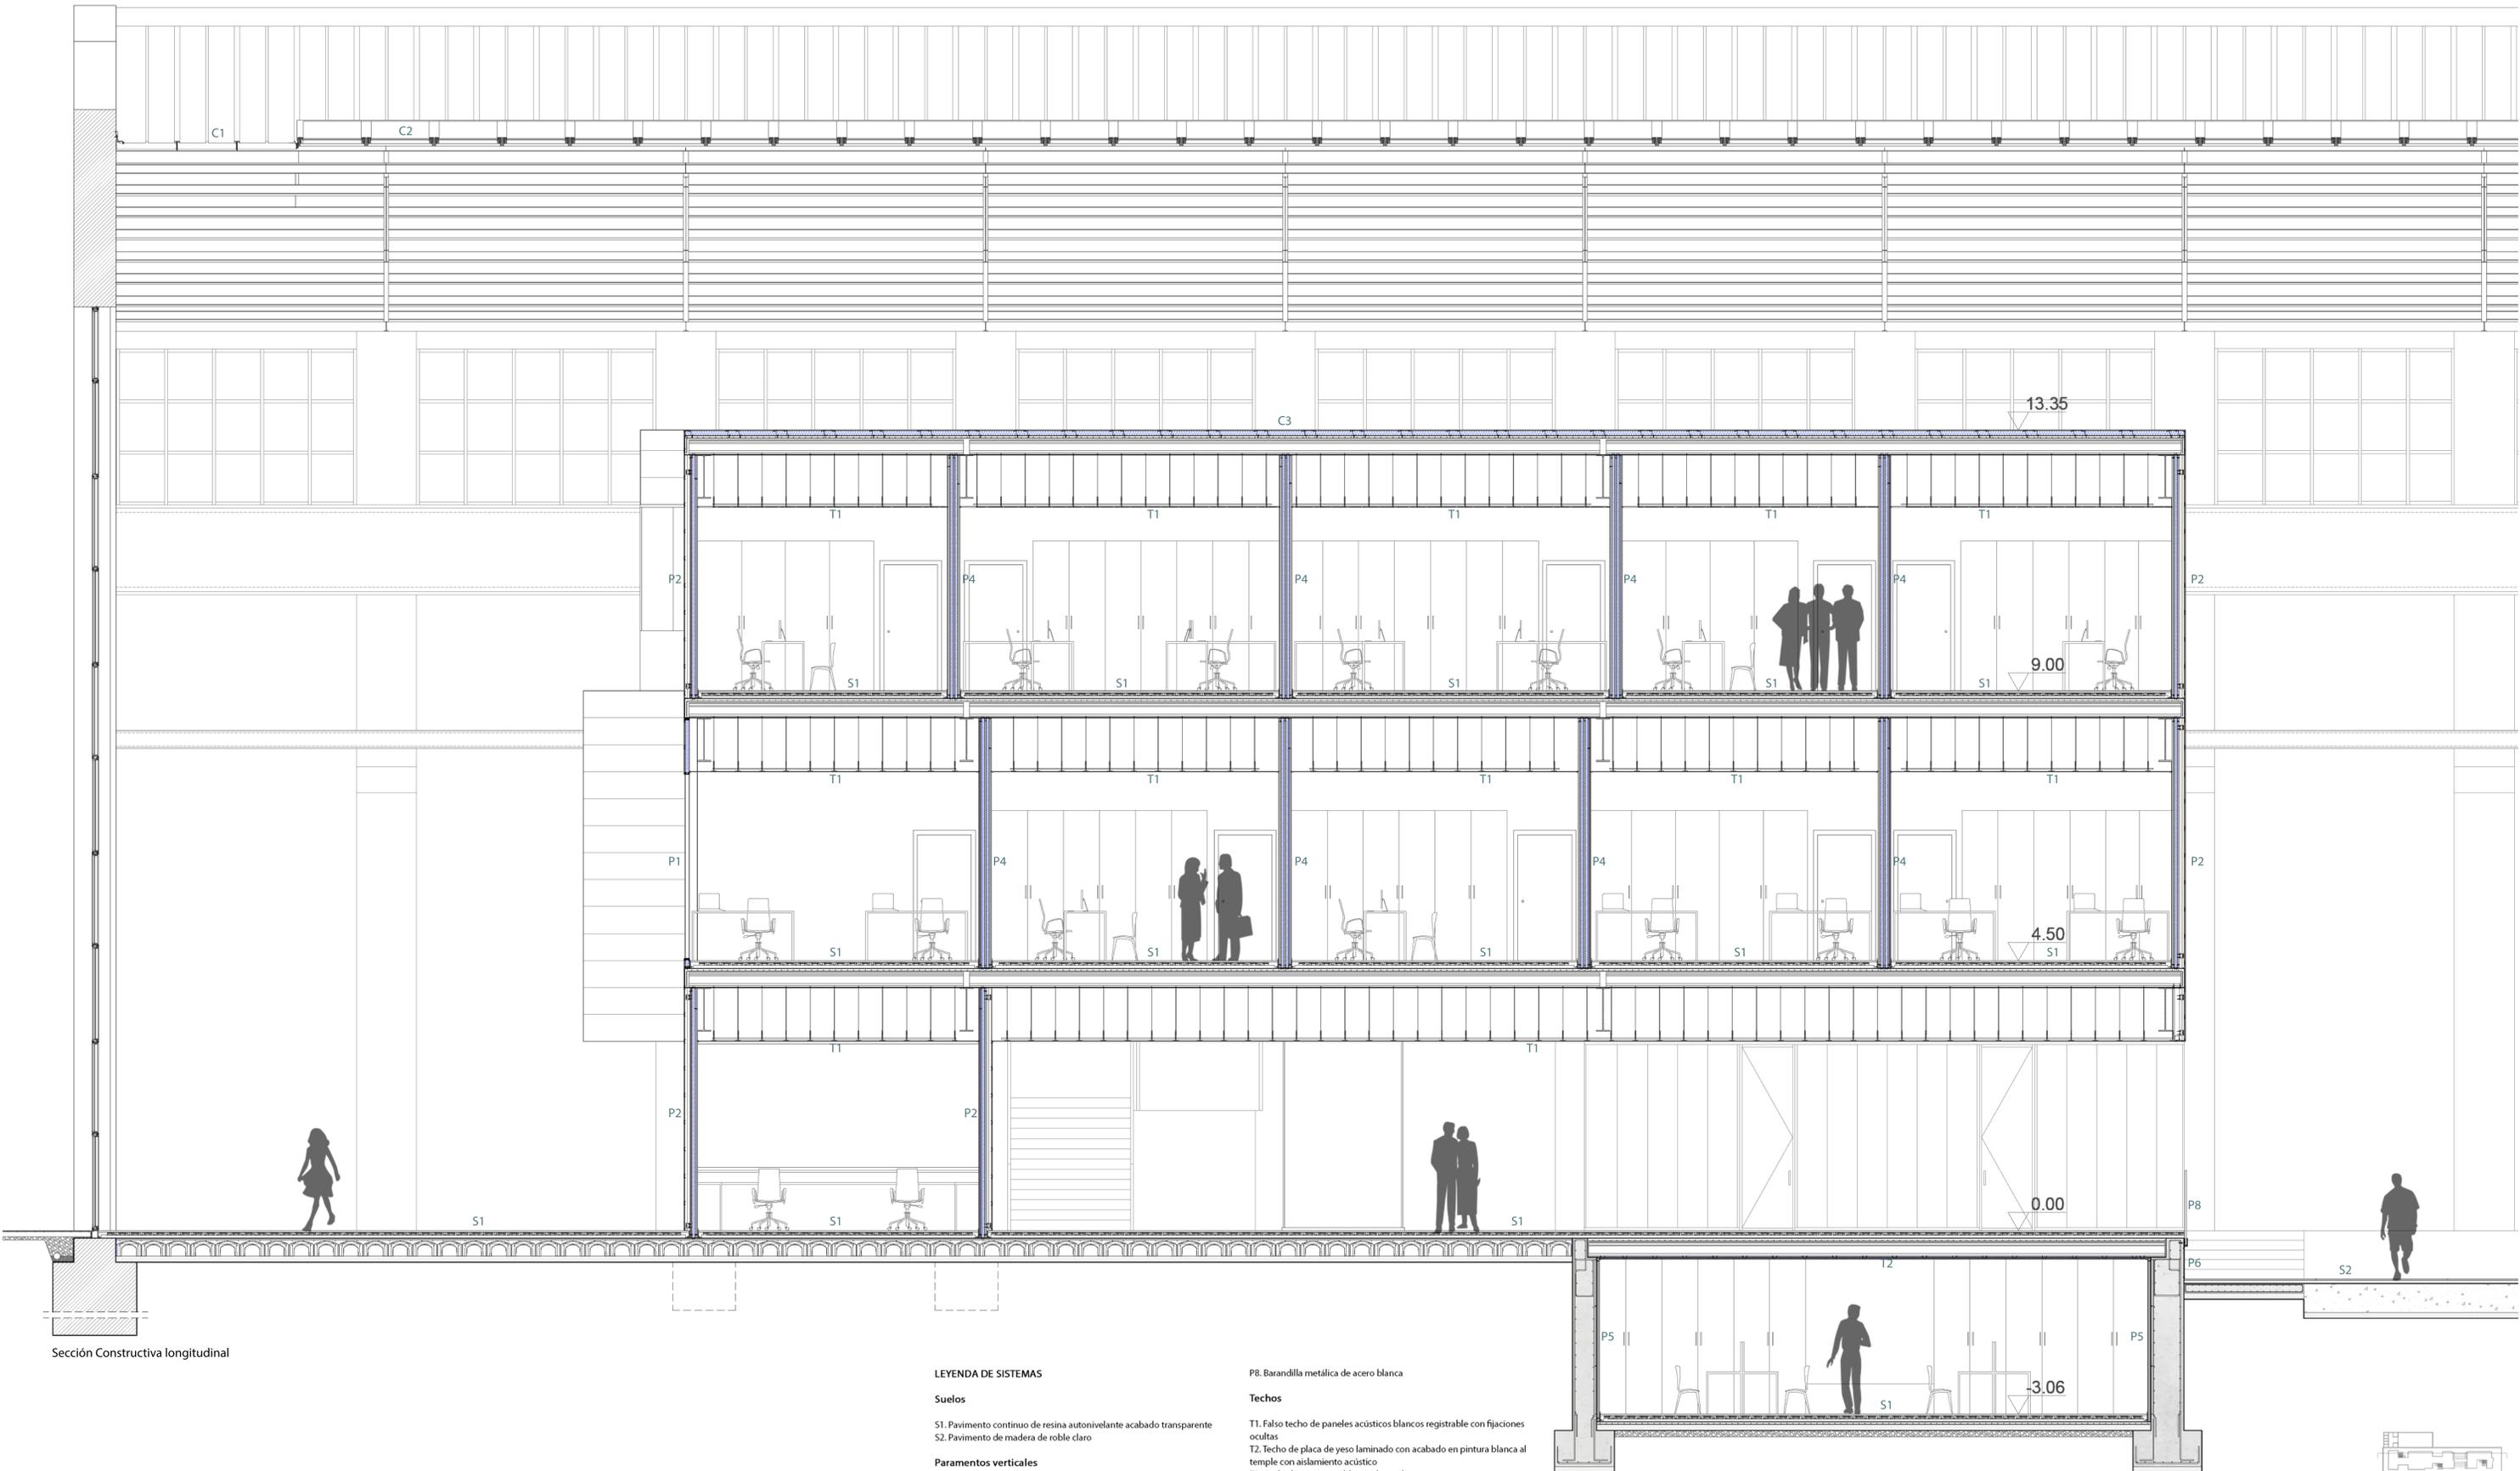 C1
C2
C3
13.35
T1 T1 T1 T1 T1
P2 P4 P4 P4 P4 P2
9.00
S1 S1 S1 S1 S1
T1 T1 T1 T1 T1
P1 P4 P4 P4 P4 P2
4.50
S1 S1 S1 S1 S1
T1 T1
P2 P2
0.00
P8
S1 S1 S1
T2
P6
S2
P5 P5
-3.06
S1
Sección Constructiva longitudinal
LEYENDA DE SISTEMAS
Suelos
S1. Pavimento continuo de resina autonivelante acabado transparente
S2. Pavimento de madera de roble claro
Paramentos verticales
P8. Barandilla metálica de acero blanca
Techos
T1. Falso techo de paneles acústicos blancos registrable con fijaciones
ocultas
T2. Techo de placa de yeso laminado con acabado en pintura blanca al
temple con aislamiento acústico